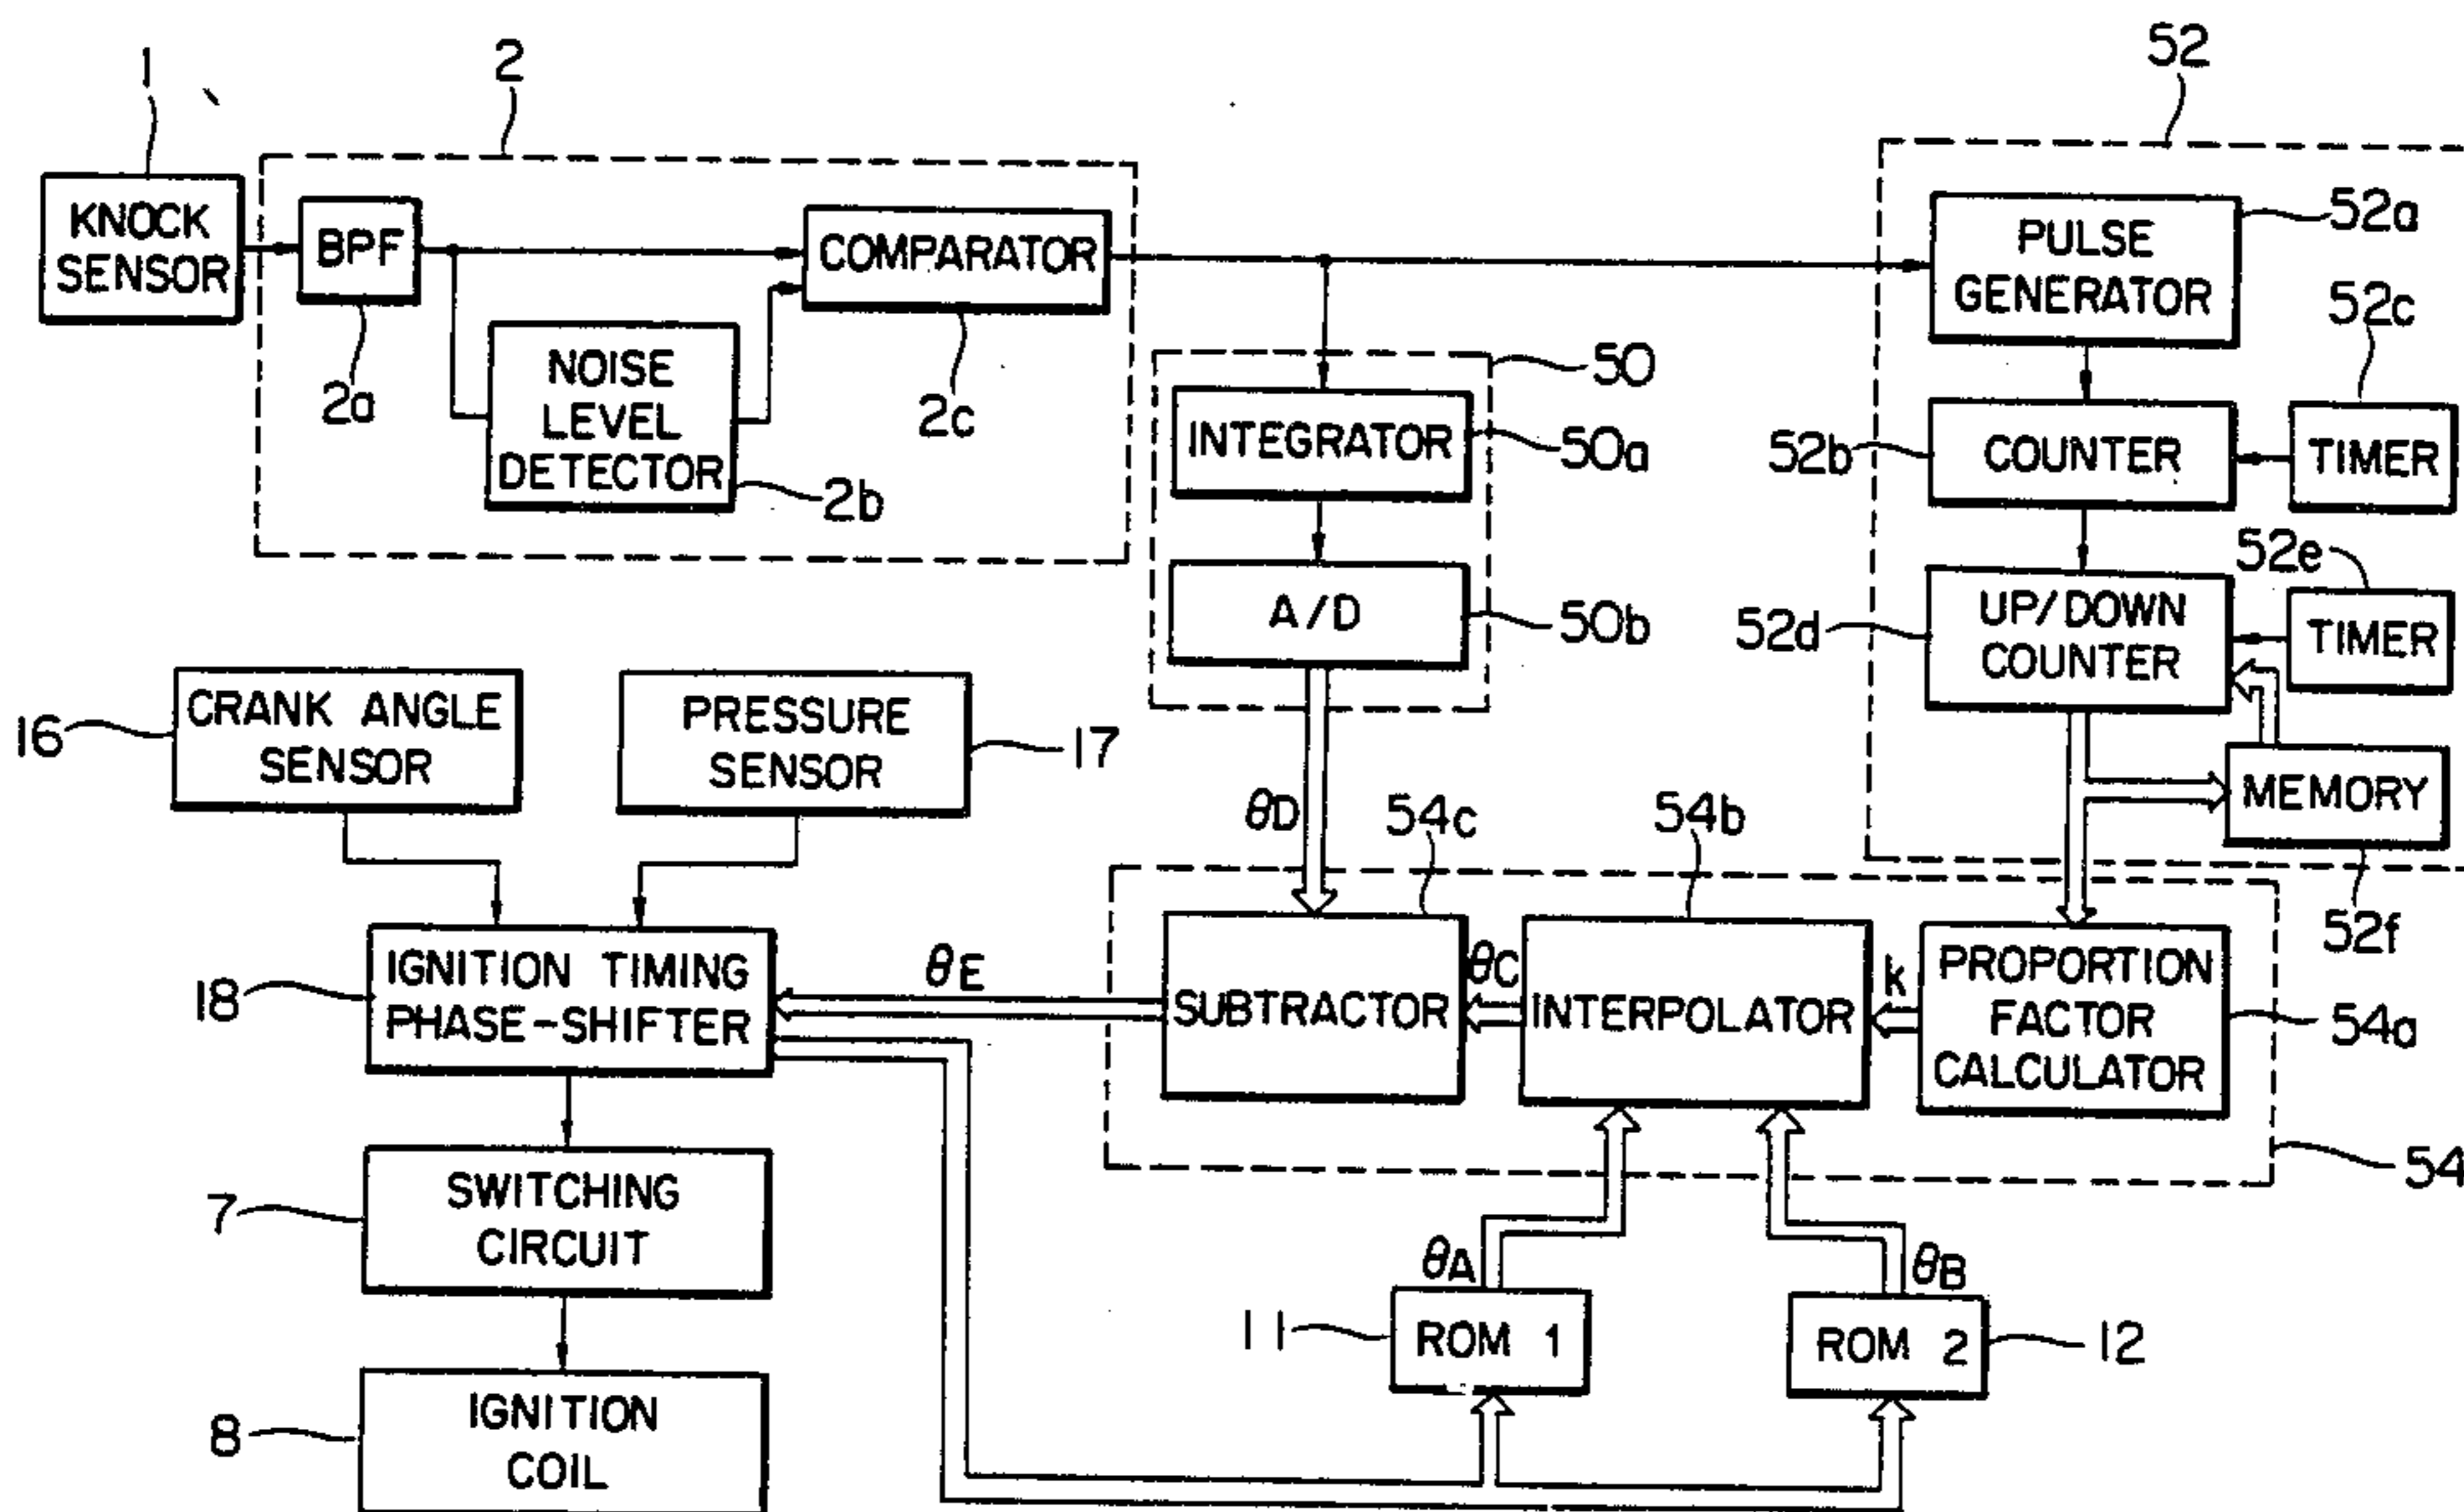 1
2
52
KNOCK
SENSOR
BPF
COMPARATOR
PULSE
GENERATOR
52a
2a
NOISE
LEVEL
DETECTOR
2b
2c
50
INTEGRATOR
50a
52b
COUNTER
TIMER
52c
A/D
50b
52d
UP/DOWN
COUNTER
52e
TIMER
16
CRANK ANGLE
SENSOR
PRESSURE
SENSOR
17
MEMORY
52f
θD
54c
54b
18
IGNITION TIMING
PHASE-SHIFTER
θE
SUBTRACTOR
θC
INTERPOLATOR
k
PROPORTION
FACTOR
CALCULATOR
54a
54
7
SWITCHING
CIRCUIT
θA
θB
11
ROM 1
ROM 2
12
8
IGNITION
COIL